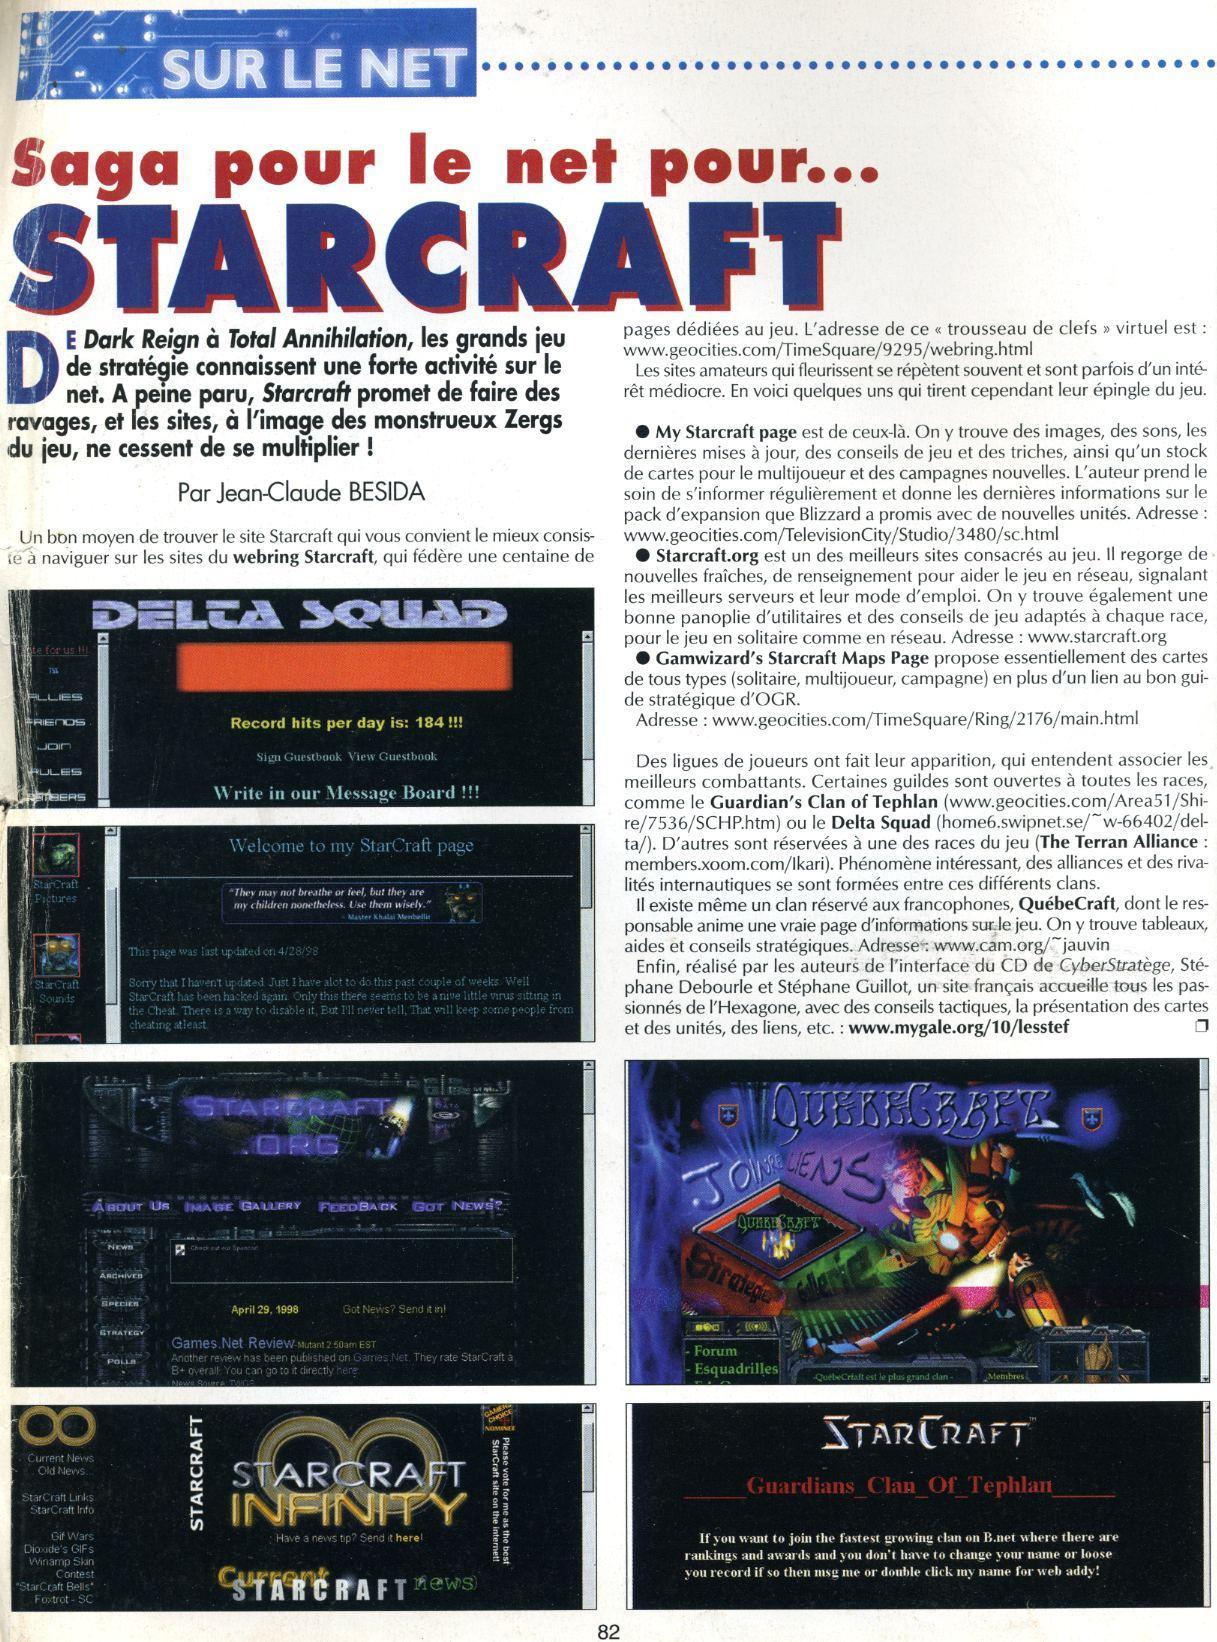 SUR LE NET
Saga pour le net pour...
STARCRAFT
DE Dark Reign à Total Annihilation, les grands jeu
de stratégie connaissent une forte activité sur le
net. A peine paru, Starcraft promet de faire des
ravages, et les sites, à l'image des monstrueux Zergs
du jeu, ne cessent de se multiplier !
Par Jean-Claude BESIDA
Un bon moyen de trouver le site Starcraft qui vous convient le mieux consis-
te à naviguer sur les sites du webring Starcraft, qui fédère une centaine de
pages dédiées au jeu. L'adresse de ce « trousseau de clefs » virtuel est :
www.geocities.com/TimeSquare/9295/webring.html
Les sites amateurs qui fleurissent se répètent souvent et sont parfois d'un inté-
rêt médiocre. En voici quelques uns qui tirent cependant leur épingle du jeu.
● My Starcraft page est de ceux-là. On y trouve des images, des sons, les
dernières mises à jour, des conseils de jeu et des triches, ainsi qu'un stock
de cartes pour le multijoueur et des campagnes nouvelles. L'auteur prend le
soin de s'informer régulièrement et donne les dernières informations sur le
pack d'expansion que Blizzard a promis avec de nouvelles unités. Adresse :
www.geocities.com/TelevisionCity/Studio/3480/sc.html
● Starcraft.org est un des meilleurs sites consacrés au jeu. Il regorge de
nouvelles fraîches, de renseignement pour aider le jeu en réseau, signalant
les meilleurs serveurs et leur mode d'emploi. On y trouve également une
bonne panoplie d'utilitaires et des conseils de jeu adaptés à chaque race,
pour le jeu en solitaire comme en réseau. Adresse : www.starcraft.org
● Gamwizard's Starcraft Maps Page propose essentiellement des cartes
de tous types (solitaire, multijoueur, campagne) en plus d'un lien au bon gui-
de stratégique d'OGR.
Adresse : www.geocities.com/TimeSquare/Ring/2176/main.html
Des ligues de joueurs ont fait leur apparition, qui entendent associer les
meilleurs combattants. Certaines guildes sont ouvertes à toutes les races,
comme le Guardian's Clan of Tephlan (www.geocities.com/Area51/Shi-
re/7536/SCHP.htm) ou le Delta Squad (home6.swipnet.se/~w-66402/del-
ta/). D'autres sont réservées à une des races du jeu (The Terran Alliance :
members.xoom.com/Ikari). Phénomène intéressant, des alliances et des riva-
lités internautiques se sont formées entre ces différents clans.
Il existe même un clan réservé aux francophones, QuébeCraft, dont le res-
ponsable anime une vraie page d'informations sur le jeu. On y trouve tableaux,
aides et conseils stratégiques. Adresse : www.cam.org/~jauvin
Enfin, réalisé par les auteurs de l'interface du CD de CyberStratège, Sté-
phane Debourle et Stéphane Guillot, un site français accueille tous les pas-
sionnés de l'Hexagone, avec des conseils tactiques, la présentation des cartes
et des unités, des liens, etc. : www.mygale.org/10/lesstef ❐
DELTA SQUAD
te for us !!!
ALLIES
FRIENDS
JOIN
RULES
Record hits per day is: 184 !!!
Sign Guestbook View Guestbook
Write in our Message Board !!!
StarCraft
Pictures
StarCraft
Sounds
Welcome to my StarCraft page
"They may not breathe or feel, but they are
my children nonetheless. Use them wisely."
This page was last updated on 4/28/98
Sorry that I haven't updated. Just I have alot to do this past couple of weeks. Well
StarCraft has been hacked again. Only this there seems to be a nive little virus sitting in
the Cheat. There is a way to disable it, But I'll never tell, That will keep some people from
cheating atleast.
STARCRAFT
.ORG
ABOUT US IMAGE GALLERY FEEDBACK GOT NEWS?
NEWS
ARCHIVES
SPECIES
STRATEGY
POLLS
Check out our Sponsor!
April 29, 1998 Got News? Send it in!
Games.Net Review-Mutant 2:50am EST
Another review has been published on Games.Net. They rate StarCraft a
B+ overall. You can go to it directly here.
News Source: TWGS
QUEBECRAFT
JOINRE LIENS
QUEBECRAFT
Strategie
Galerie
- Forum
- Esquadrilles
-QuébeCraft est le plus grand clan -
Membres
Current News
Old News
StarCraft Links
StarCraft Info
Gif Wars
Dioxide's GIFs
Winamp Skin
Contest
"StarCraft Bells"
Foxtrot - SC
STARCRAFT
STARCRAFT
INFINITY
Have a news tip? Send it here!
Current
STARCRAFT news
GAMERS
CHOICE
NOMINEE
Please vote for me as the best
StarCraft site on the internet!
STARCRAFT™
Guardians_Clan_Of_Tephlan
If you want to join the fastest growing clan on B.net where there are
rankings and awards and you don't have to change your name or loose
you record if so then msg me or double click my name for web addy!
82